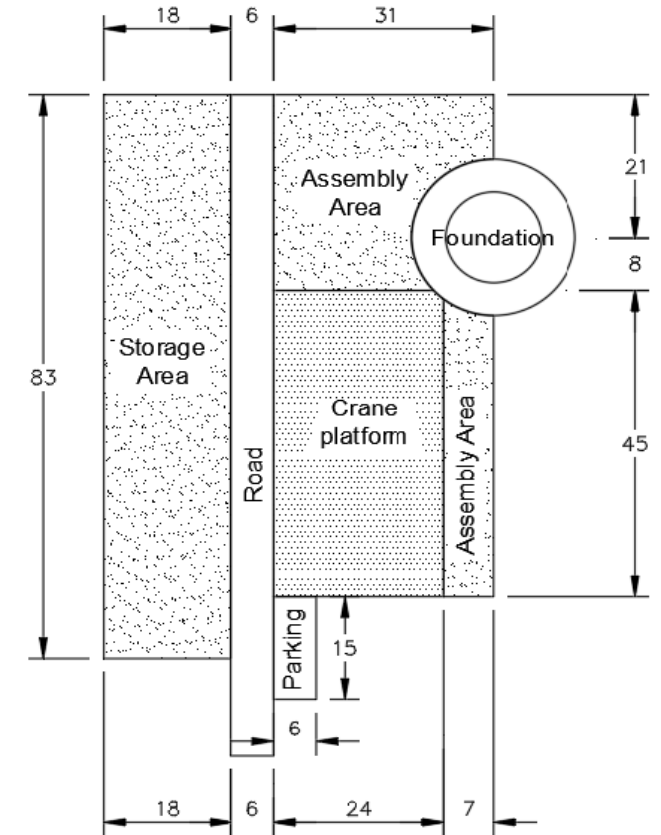 18 6 31
21
Assembly
Area
Foundation
8
Storage
Area
83
Crane
platform
45
Road
Assembly Area
Parking
15
6
18 6 24 7